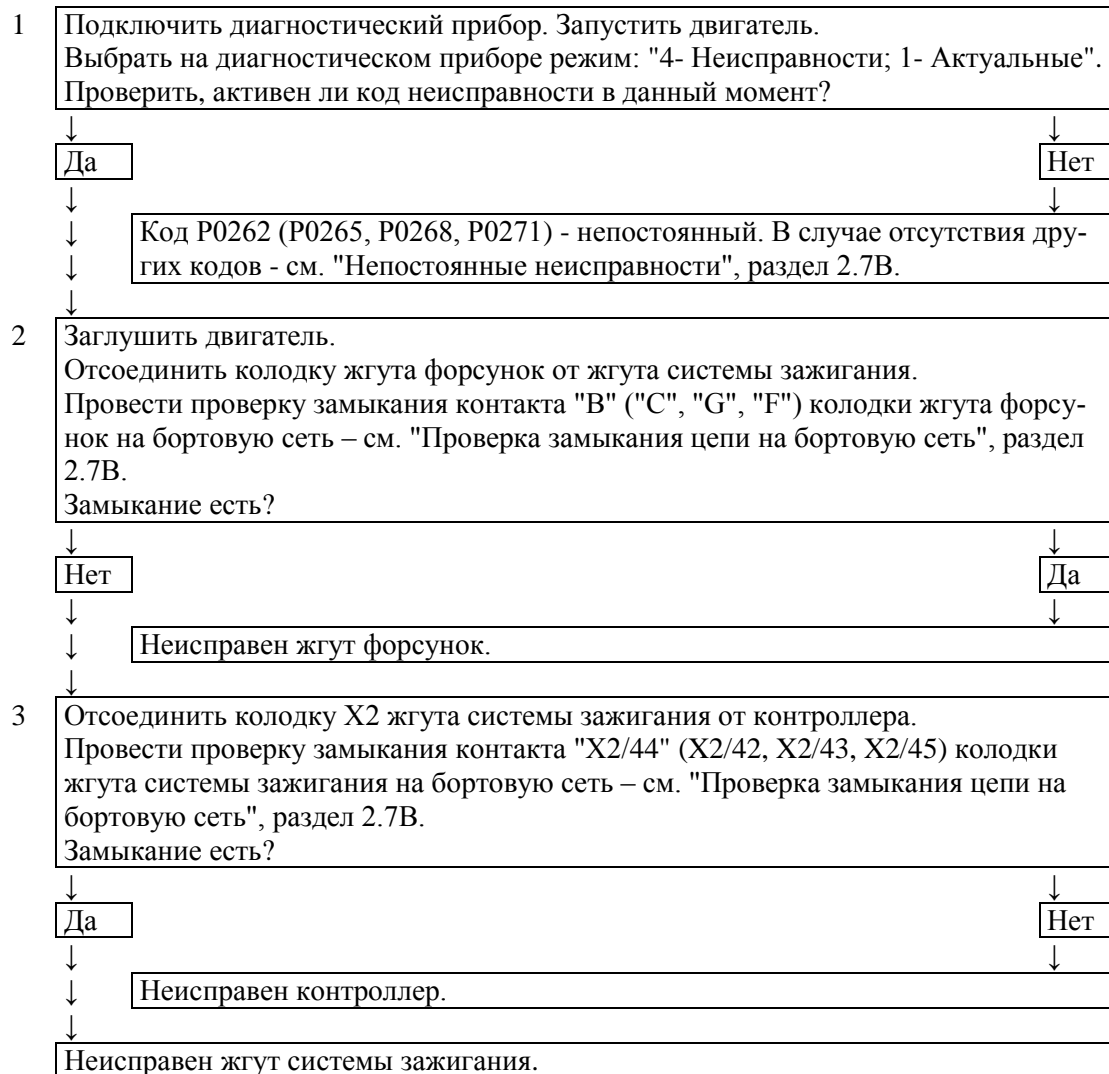 1 Подключить диагностический прибор. Запустить двигатель.
Выбрать на диагностическом приборе режим: "4- Неисправности; 1- Актуальные".
Проверить, активен ли код неисправности в данный момент?
↓ ↓
Да Нет
↓ ↓
↓ Код Р0262 (Р0265, Р0268, Р0271) - непостоянный. В случае отсутствия дру-
↓ гих кодов - см. "Непостоянные неисправности", раздел 2.7В.
↓
2 Заглушить двигатель.
Отсоединить колодку жгута форсунок от жгута системы зажигания.
Провести проверку замыкания контакта "B" ("C", "G", "F") колодки жгута форсу-
нок на бортовую сеть – см. "Проверка замыкания цепи на бортовую сеть", раздел
2.7В.
Замыкание есть?
↓ ↓
Нет Да
↓ ↓
↓ Неисправен жгут форсунок.
↓
3 Отсоединить колодку Х2 жгута системы зажигания от контроллера.
Провести проверку замыкания контакта "Х2/44" (Х2/42, Х2/43, Х2/45) колодки
жгута системы зажигания на бортовую сеть – см. "Проверка замыкания цепи на
бортовую сеть", раздел 2.7В.
Замыкание есть?
↓ ↓
Да Нет
↓ ↓
↓ Неисправен контроллер.
↓
Неисправен жгут системы зажигания.